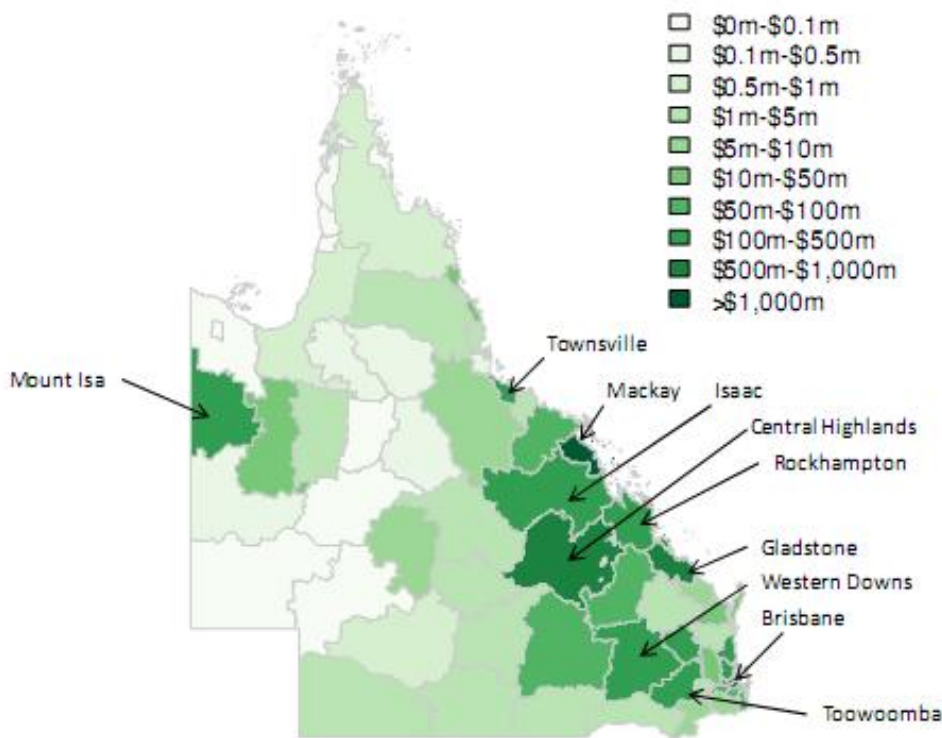 $0m-$0.1m
$0.1m-$0.5m
$0.5m-$1m
$1m-$5m
$5m-$10m
$10m-$50m
$50m-$100m
$100m-$500m
$500m-$1,000m
>$1,000m
Townsville
Mount Isa
Mackay
Isaac
Central Highlands
Rockhampton
Gladstone
Western Downs
Brisbane
Toowoomba